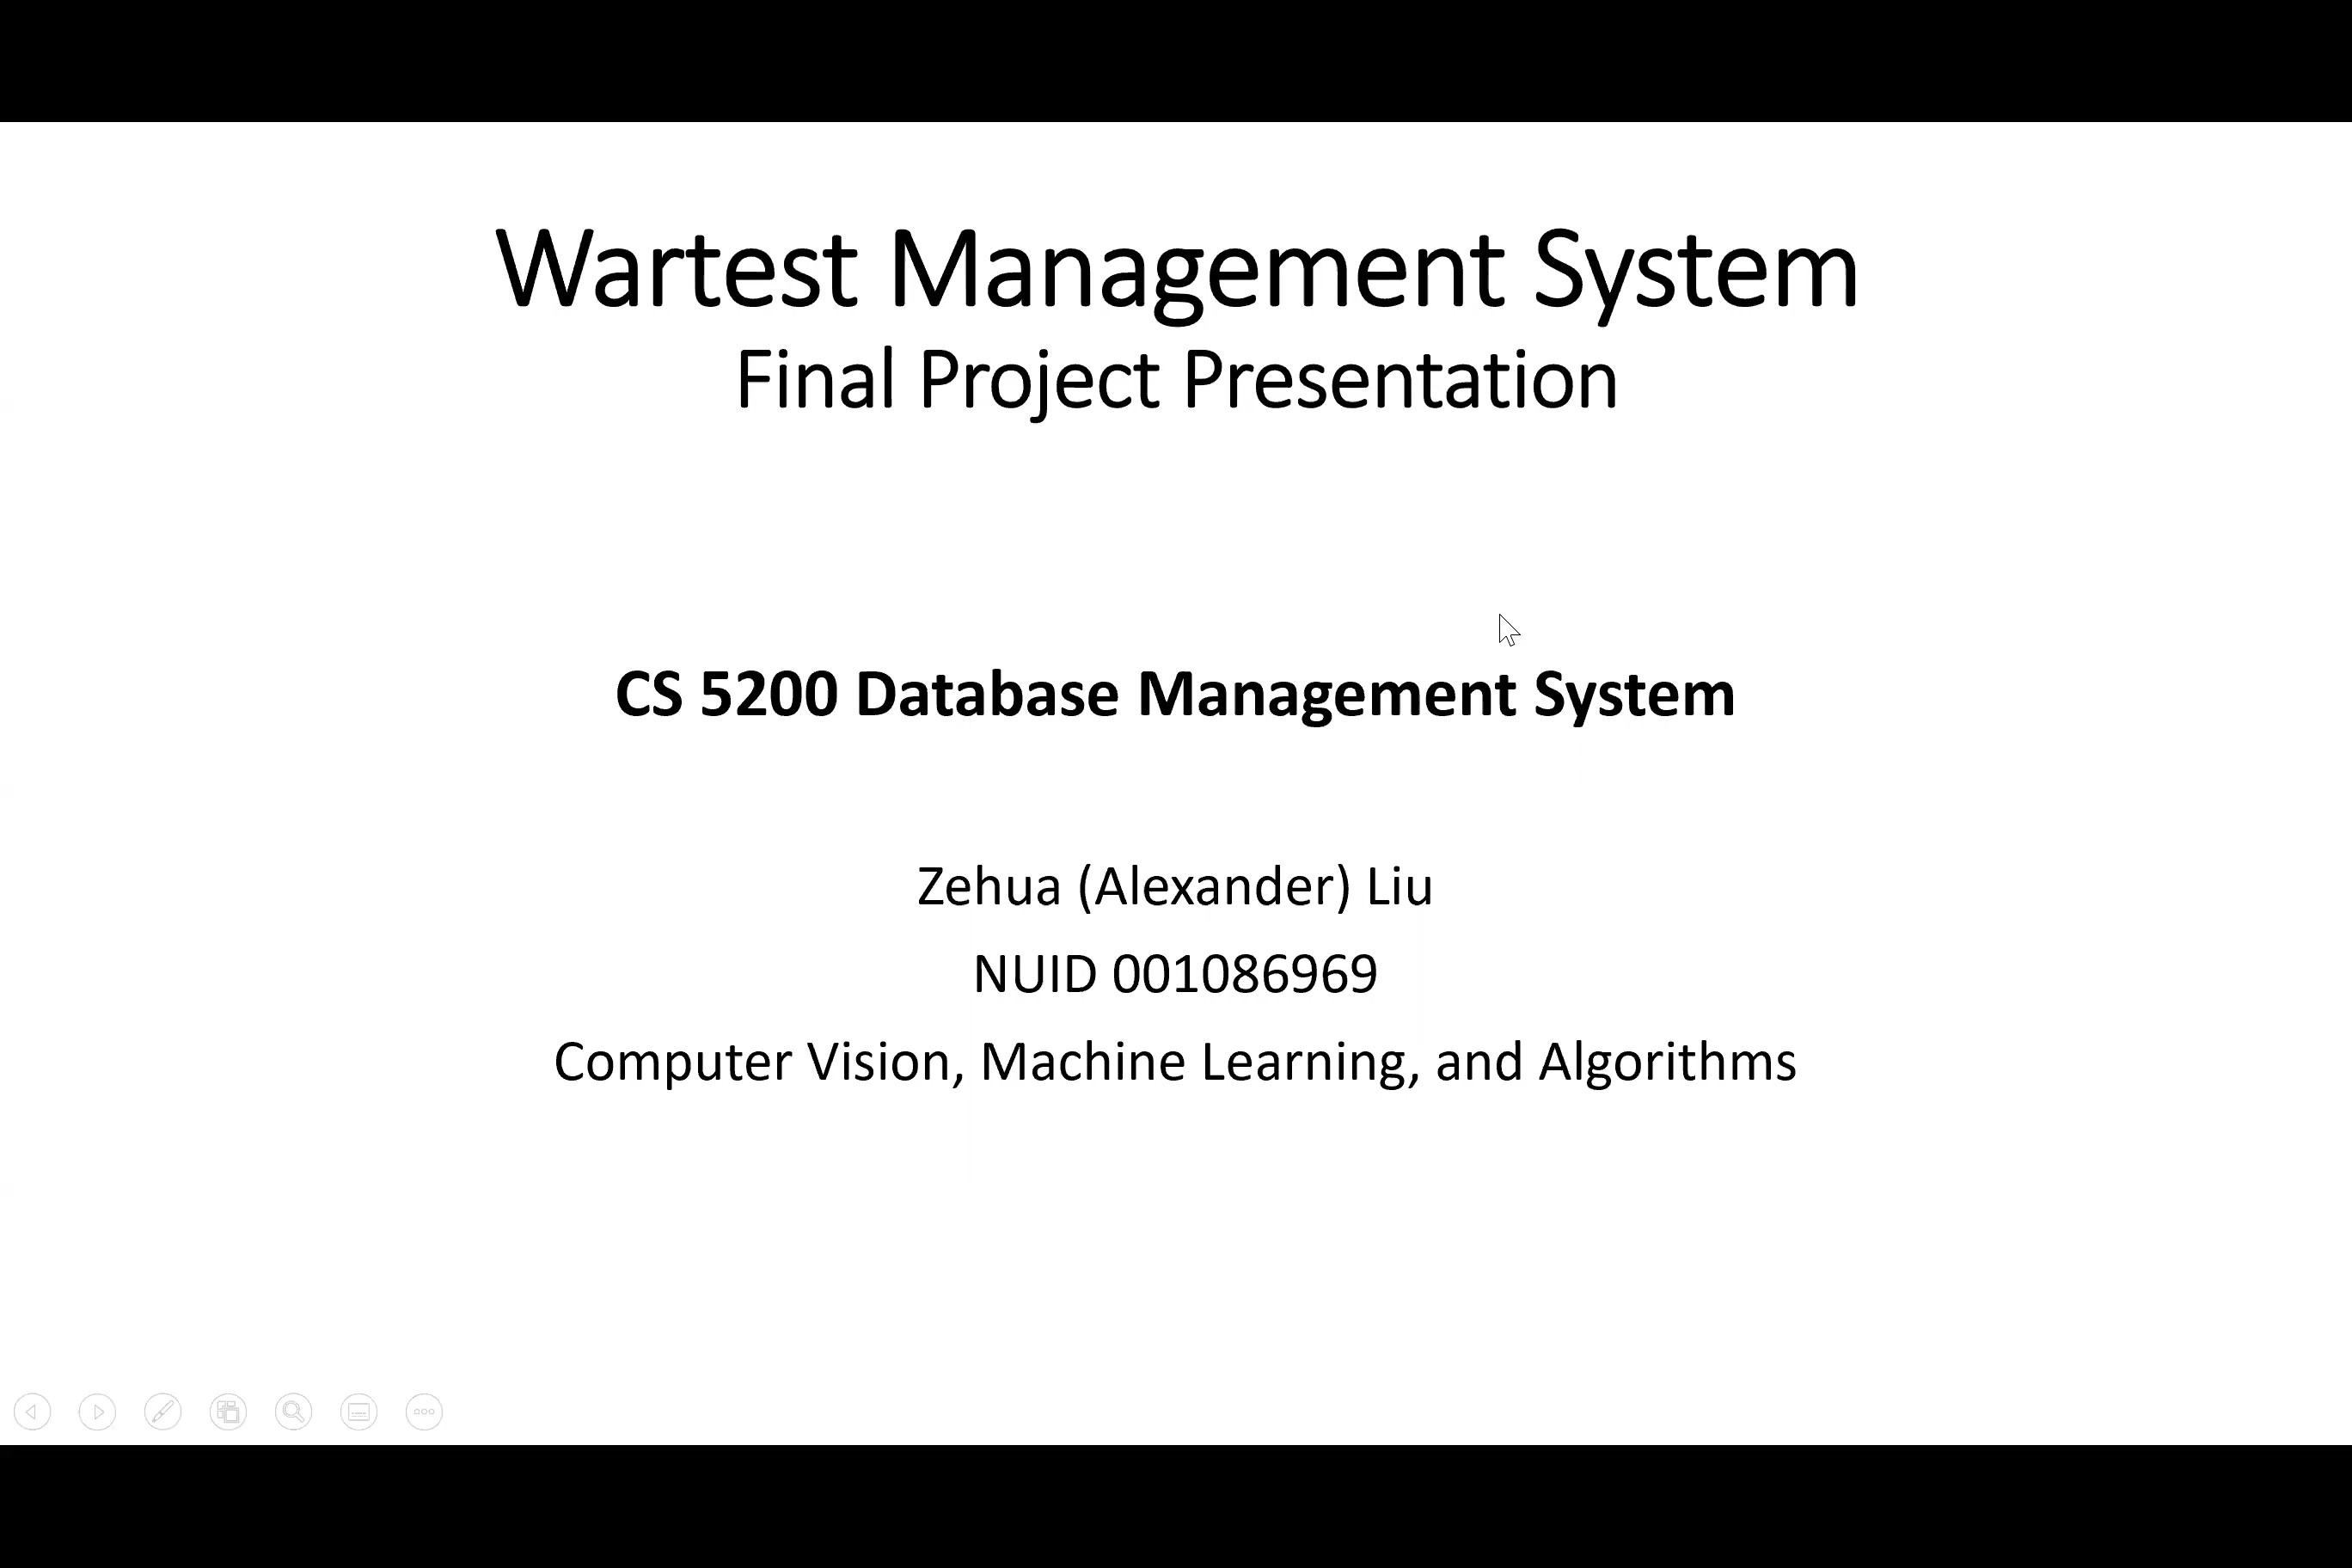 Wartest Management System
Final Project Presentation
CS 5200 Database Management System
Zehua (Alexander) Liu
NUID 001086969
Computer Vision, Machine Learning, and Algorithms